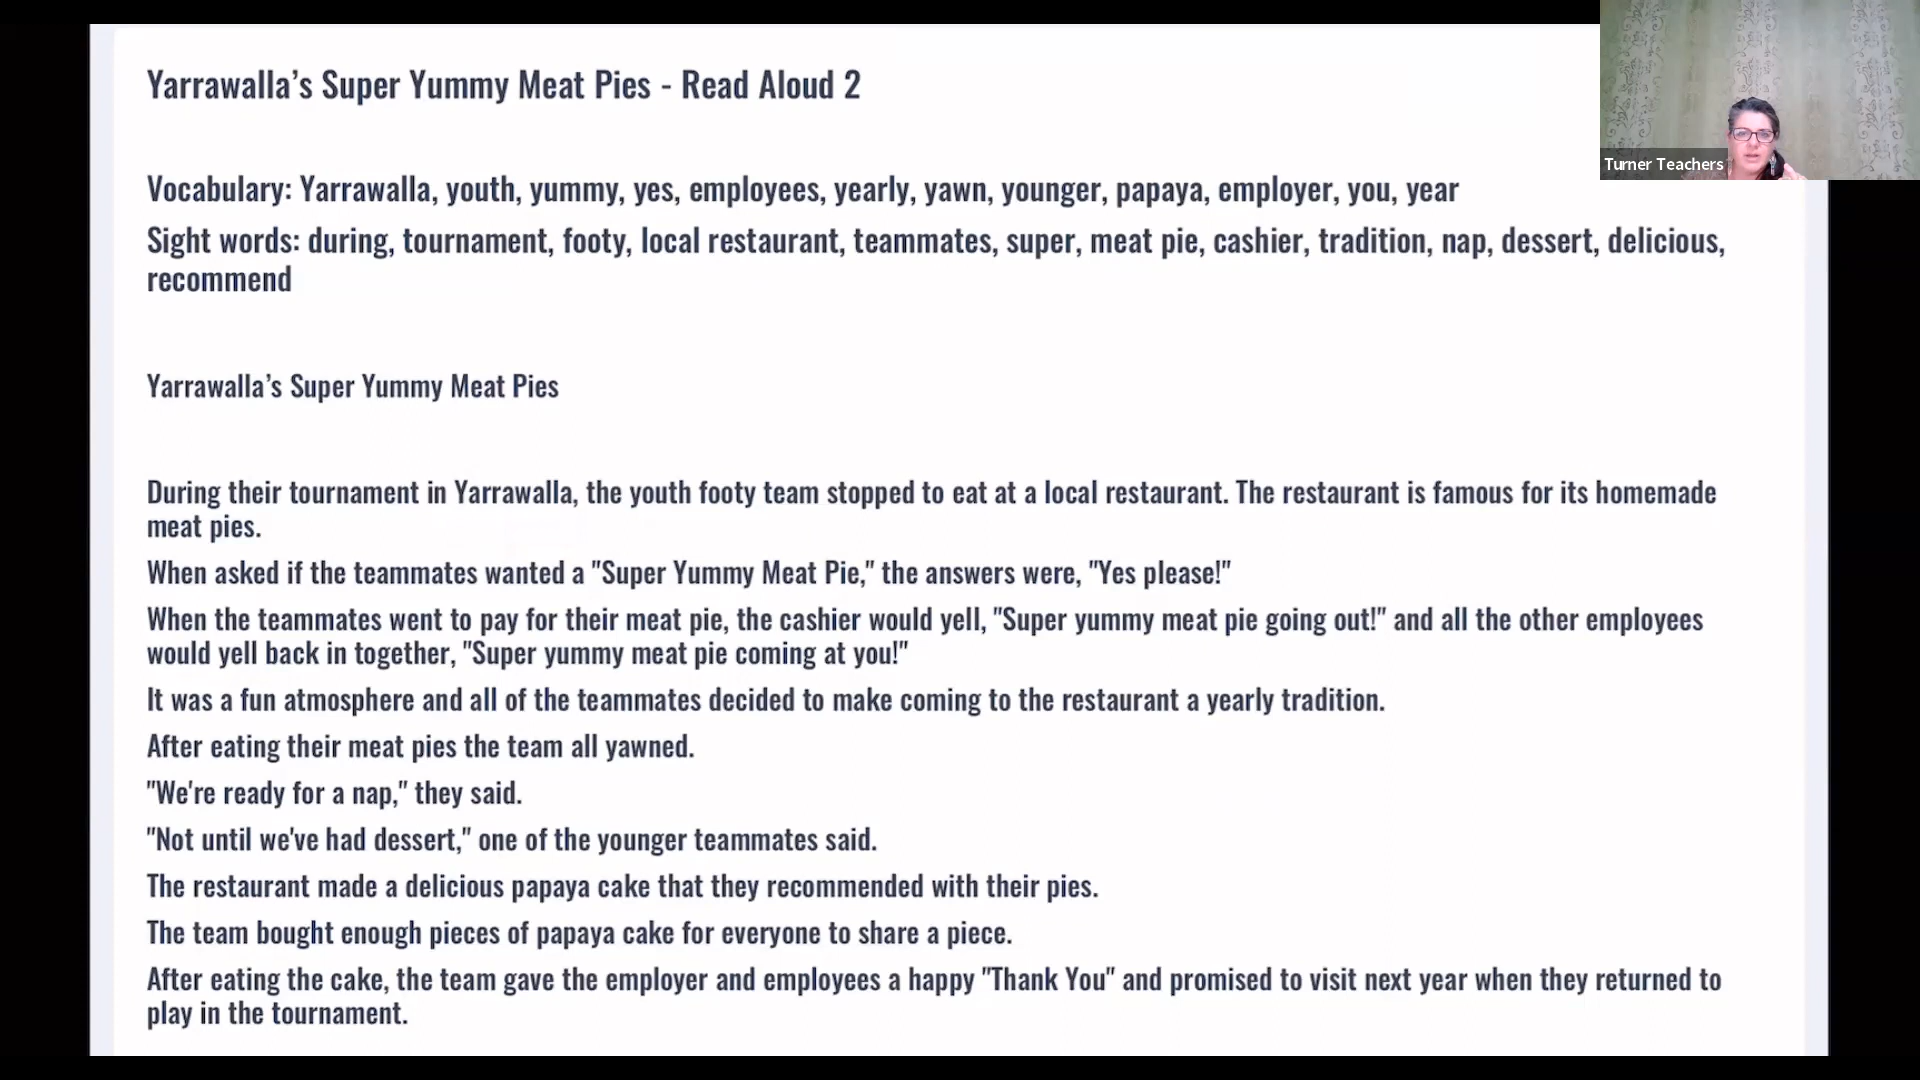 Yarrawalla’s Super Yummy Meat Pies - Read Aloud 2
Turner Teachers
Vocabulary: Yarrawalla, youth, yummy, yes, employees, yearly, yawn, younger, papaya, employer, you, year
Sight words: during, tournament, footy, local restaurant, teammates, super, meat pie, cashier, tradition, nap, dessert, delicious,
recommend
Yarrawalla’s Super Yummy Meat Pies
During their tournament in Yarrawalla, the youth footy team stopped to eat at a local restaurant. The restaurant is famous for its homemade
meat pies.
When asked if the teammates wanted a "Super Yummy Meat Pie," the answers were, "Yes please!"
When the teammates went to pay for their meat pie, the cashier would yell, "Super yummy meat pie going out!" and all the other employees
would yell back in together, "Super yummy meat pie coming at you!"
It was a fun atmosphere and all of the teammates decided to make coming to the restaurant a yearly tradition.
After eating their meat pies the team all yawned.
"We're ready for a nap," they said.
"Not until we've had dessert," one of the younger teammates said.
The restaurant made a delicious papaya cake that they recommended with their pies.
The team bought enough pieces of papaya cake for everyone to share a piece.
After eating the cake, the team gave the employer and employees a happy "Thank You" and promised to visit next year when they returned to
play in the tournament.